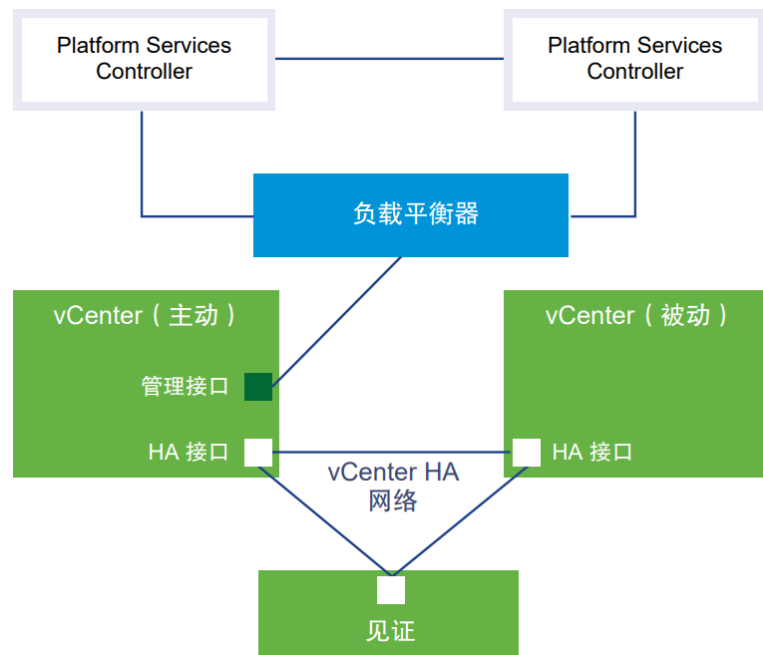 Platform Services
Controller
Platform Services
Controller
负载平衡器
vCenter（主动）
vCenter（被动）
管理接口
HA 接口
HA 接口
vCenter HA
网络
见证